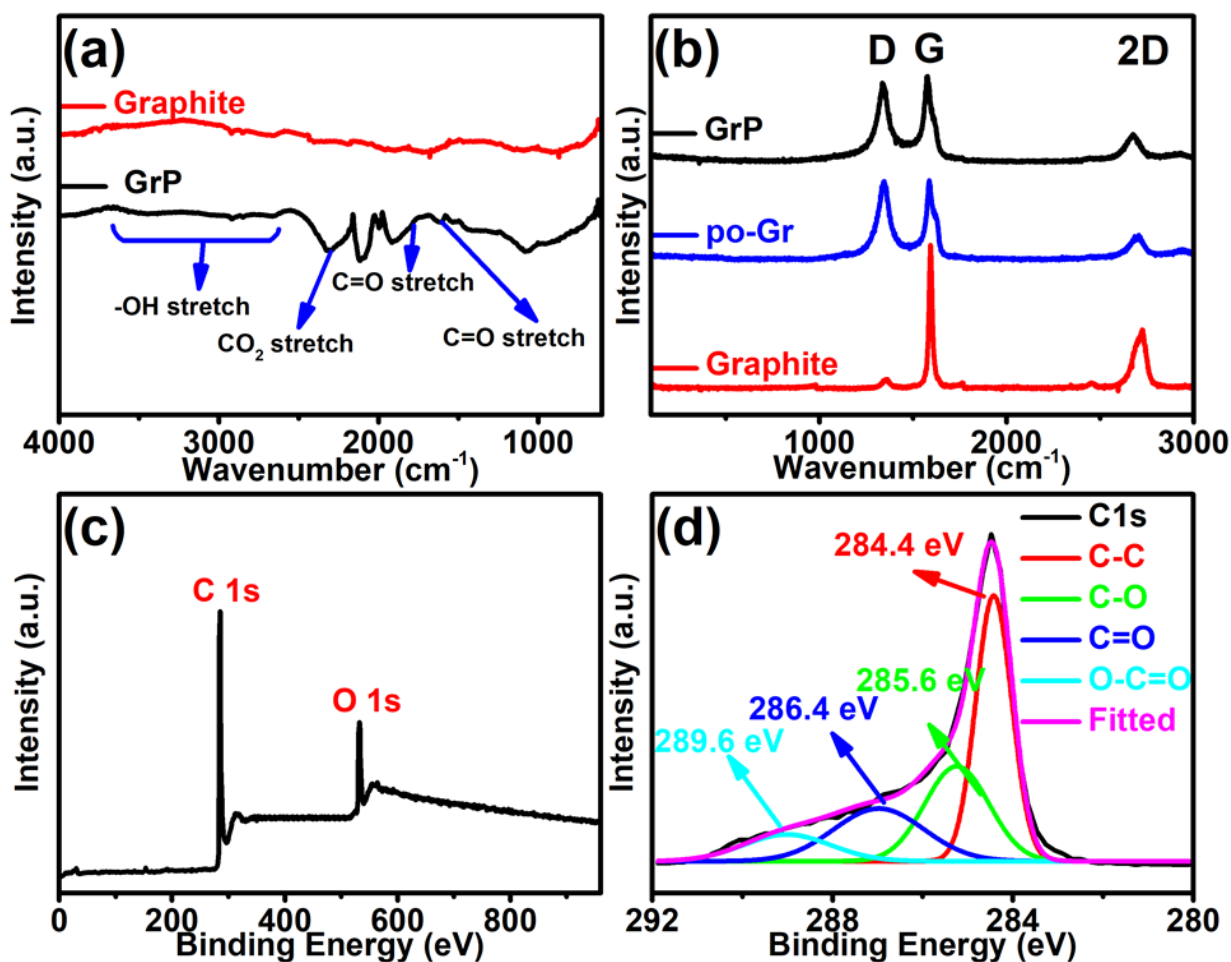 (a)
Graphite
GrP
-OH stretch
CO₂ stretch
C=O stretch
C=O stretch
Intensity (a.u.)
4000 3000 2000 1000
Wavenumber (cm⁻¹)
(b)
D G 2D
GrP
po-Gr
Graphite
Intensity (a.u.)
1000 2000 3000
Wavenumber (cm⁻¹)
(c)
C 1s
O 1s
Intensity (a.u.)
0 200 400 600 800
Binding Energy (eV)
(d)
284.4 eV
285.6 eV
286.4 eV
289.6 eV
C1s
C-C
C-O
C=O
O-C=O
Fitted
Intensity (a.u.)
292 288 284 280
Binding Energy (eV)